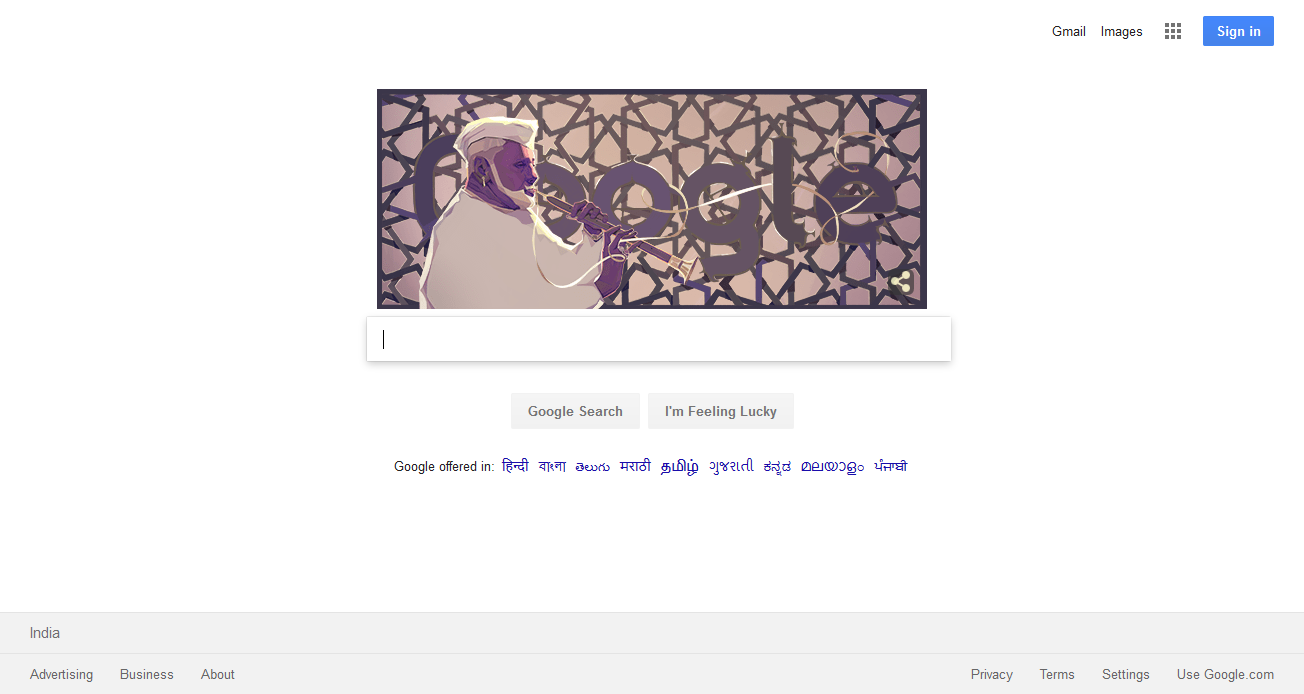 Gmail Images Sign in
Google
Google Search I'm Feeling Lucky
Google offered in: हिन्दी বাংলা తెలుగు मराठी தமிழ் ગુજરાતી ಕನ್ನಡ മലയാളം ਪੰਜਾਬੀ
India
Advertising Business About Privacy Terms Settings Use Google.com